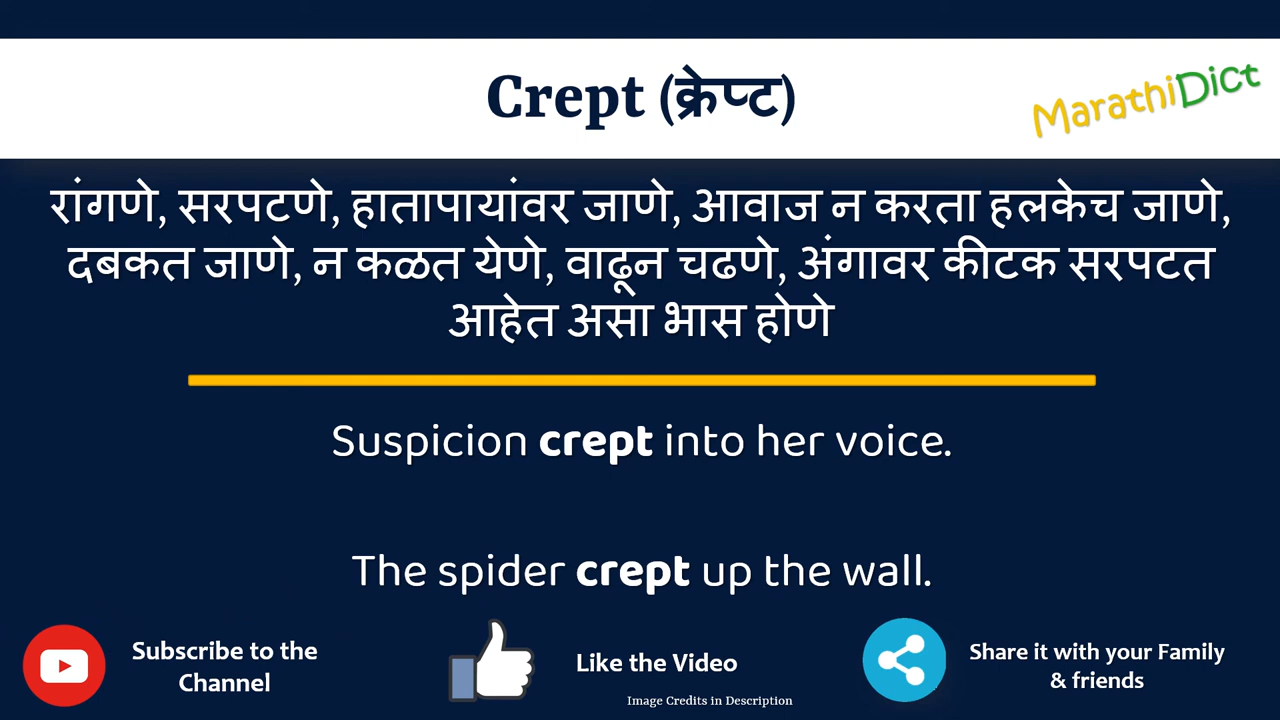 Crept (क्रेप्ट)
MarathiDict
रांगणे, सरपटणे, हातापायांवर जाणे, आवाज न करता हलकेच जाणे,
दबकत जाणे, न कळत येणे, वाढून चढणे, अंगावर कीटक सरपटत
आहेत असा भास होणे
Suspicion crept into her voice.
The spider crept up the wall.
Subscribe to the
Channel
Like the Video
Share it with your Family
& friends
Image Credits in Description